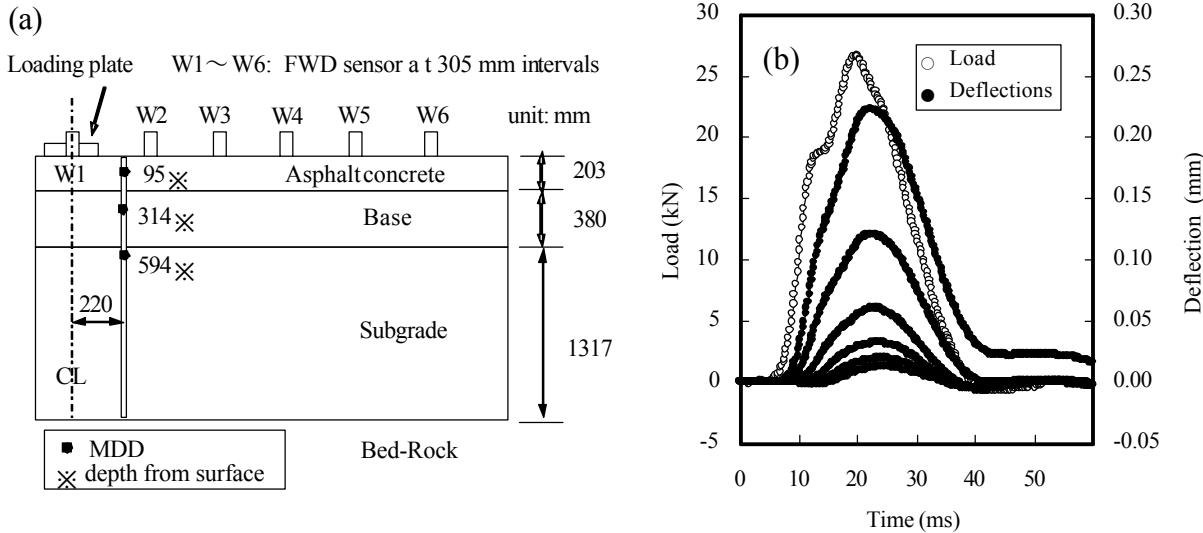 (a)
Loading plate
W1～W6: FWD sensor a t 305 mm intervals
W2 W3 W4 W5 W6 unit: mm
W1 95※ Asphalt concrete 203
314※ Base 380
594※
220
Subgrade 1317
CL
Bed-Rock
MDD
※ depth from surface
(b)
Load
Deflections
30
25
20
15
10
5
0
-5
Load (kN)
0.30
0.25
0.20
0.15
0.10
0.05
0.00
-0.05
Deflection (mm)
0 10 20 30 40 50
Time (ms)